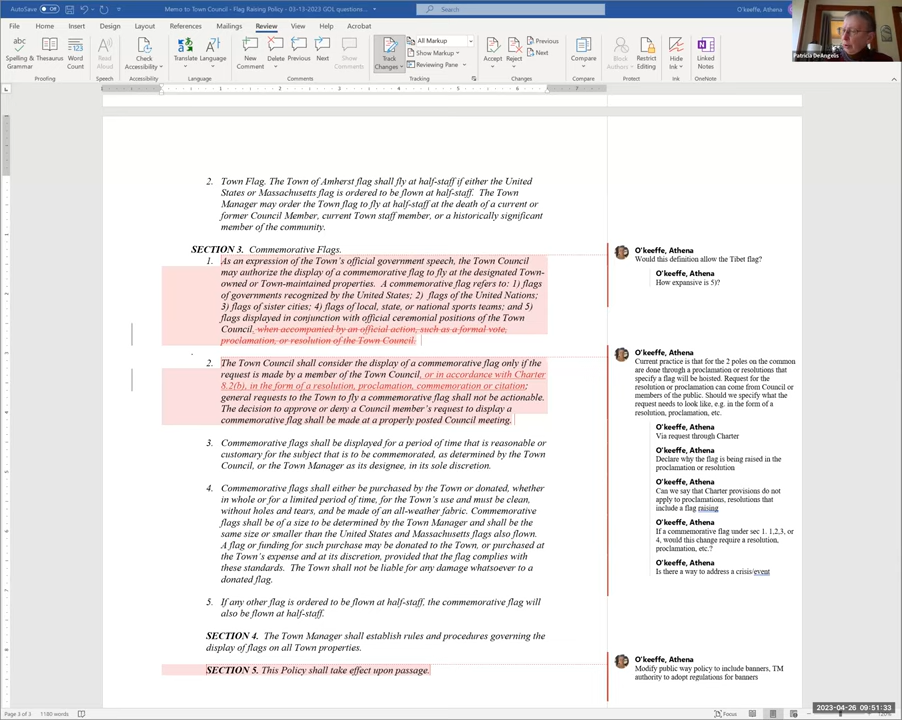 AutoSave Off
Memo to Town Council - Flag Raising Policy - 03-13-2023 GOL questions...
Search
O'keeffe, Athena
Patricia DeAngelis
File Home Insert Draw Design Layout References Mailings Review Help Acrobat
Spelling & Grammar
Thesaurus
Word Count
Read Aloud
Check Accessibility
Translate
Language
New Comment
Delete
Previous
Next
Show Comments
Track Changes
All Markup
Show Markup
Reviewing Pane
Accept
Reject
Previous
Next
Compare
Block Authors
Restrict Editing
Hide Ink
Linked Notes
Proofing
Speech
Accessibility
Language
Comments
Tracking
Changes
Compare
Protect
Ink
OneNote
2. Town Flag. The Town of Amherst flag shall fly at half-staff if either the United
States or Massachusetts flag is ordered to be flown at half-staff. The Town
Manager may order the Town flag to fly at half-staff at the death of a current or
former Council Member, current Town staff member, or a historically significant
member of the community.
SECTION 3. Commemorative Flags.
1. As an expression of the Town's official government speech, the Town Council
may authorize the display of a commemorative flag to fly at the designated Town-
owned or Town-maintained properties. A commemorative flag refers to: 1) flags
of governments recognized by the United States; 2) flags of the United Nations;
3) flags of sister cities; 4) flags of local, state, or national sports teams; and 5)
flags displayed in conjunction with official ceremonial positions of the Town
Council, when accompanied by an official action, such as a formal vote,
proclamation, or resolution of the Town Council.
2. The Town Council shall consider the display of a commemorative flag only if the
request is made by a member of the Town Council, or in accordance with Charter
8.2(b), in the form of a resolution, proclamation, commemoration or citation;
general requests to the Town to fly a commemorative flag shall not be actionable.
The decision to approve or deny a Council member's request to display a
commemorative flag shall be made at a properly posted Council meeting.
3. Commemorative flags shall be displayed for a period of time that is reasonable or
customary for the subject that is to be commemorated, as determined by the Town
Council, or the Town Manager as its designee, in its sole discretion.
4. Commemorative flags shall either be purchased by the Town or donated, whether
in whole or for a limited period of time, for the Town's use and must be clean,
without holes and tears, and be made of an all-weather fabric. Commemorative
flags shall be of a size to be determined by the Town Manager and shall be the
same size or smaller than the United States and Massachusetts flags also flown.
A flag or funding for such purchase may be donated to the Town, or purchased at
the Town's expense and at its discretion, provided that the flag complies with
these standards. The Town shall not be liable for any damage whatsoever to a
donated flag.
5. If any other flag is ordered to be flown at half-staff, the commemorative flag will
also be flown at half-staff.
SECTION 4. The Town Manager shall establish rules and procedures governing the
display of flags on all Town properties.
SECTION 5. This Policy shall take effect upon passage.
O'keeffe, Athena
Would this definition allow the Tibet flag?
O'keeffe, Athena
How expansive is 5)?
O'keeffe, Athena
Current practice is that for the 2 poles on the common
are done through a proclamation or resolutions that
specify a flag will be hoisted. Request for the
resolution or proclamation can come from Council or
members of the public. Should we specify what the
request needs to look like, e.g. in the form of a
resolution, proclamation, etc.
O'keeffe, Athena
Via request through Charter
O'keeffe, Athena
Declare why the flag is being raised in the
proclamation or resolution
O'keeffe, Athena
Can we say that Charter provisions do not
apply to proclamations, resolutions that
include a flag raising
O'keeffe, Athena
If a commemorative flag under sec 1. 1,2,3, or
4, would this change require a resolution,
proclamation, etc.?
O'keeffe, Athena
Is there a way to address a crisis/event
O'keeffe, Athena
Modify public way policy to include banners, TM
authority to adopt regulations for banners
2023-04-26 09:51:33
Page 3 of 3 1180 words
Focus
120%